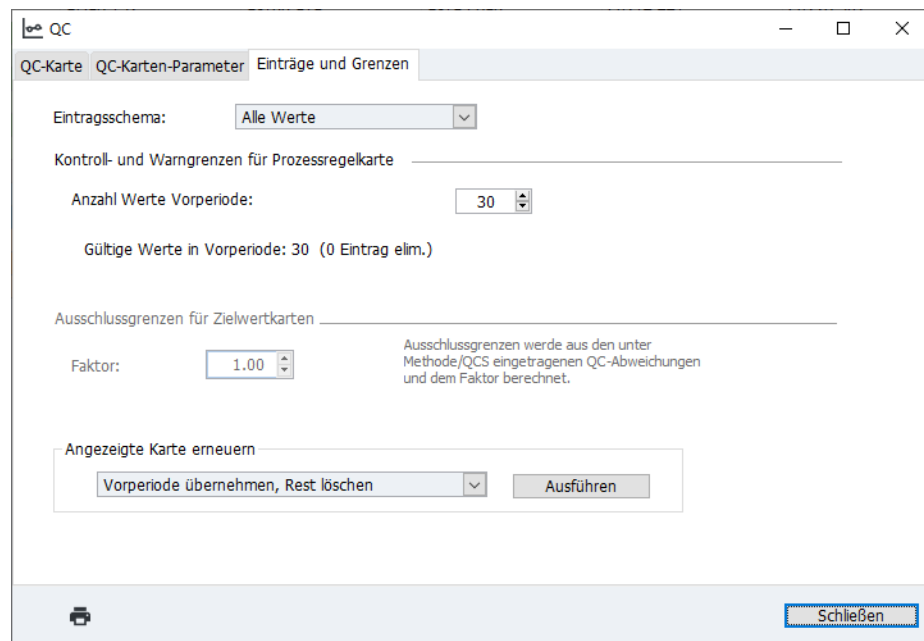 QC
QC-Karte QC-Karten-Parameter Einträge und Grenzen
Eintragsschema: Alle Werte
Kontroll- und Warngrenzen für Prozessregelkarte
Anzahl Werte Vorperiode: 30
Gültige Werte in Vorperiode: 30 (0 Eintrag elim.)
Ausschlussgrenzen für Zielwertkarten
Faktor: 1.00
Ausschlussgrenzen werde aus den unter
Methode/QCS eingetragenen QC-Abweichungen
und dem Faktor berechnet.
Angezeigte Karte erneuern
Vorperiode übernehmen, Rest löschen Ausführen
Schließen